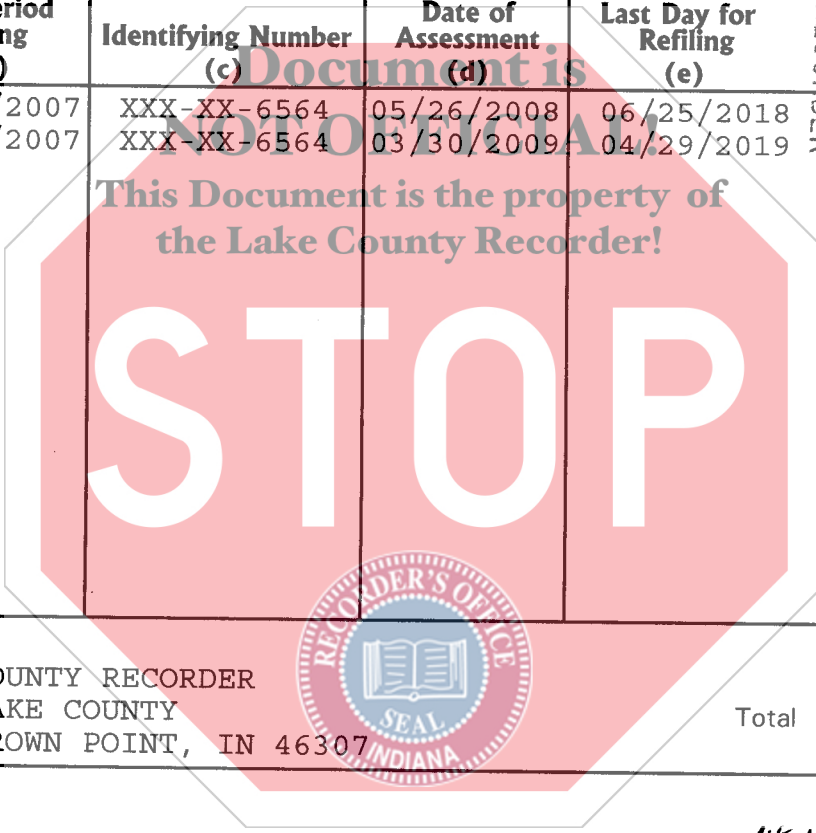 eriod
ng
)
Identifying Number
(c)
Date of
Assessment
(d)
Last Day for
Refiling
(e)
Document is
/2007 XXX-XX-6564 05/26/2008 06/25/2018
NOT OFFICIAL!
/2007 XXX-XX-6564 03/30/2009 04/29/2019
This Document is the property of
the Lake County Recorder!
STOP
RECORDER'S OFFICE
SEAL
INDIANA
OUNTY RECORDER
AKE COUNTY
ROWN POINT, IN 46307
Total